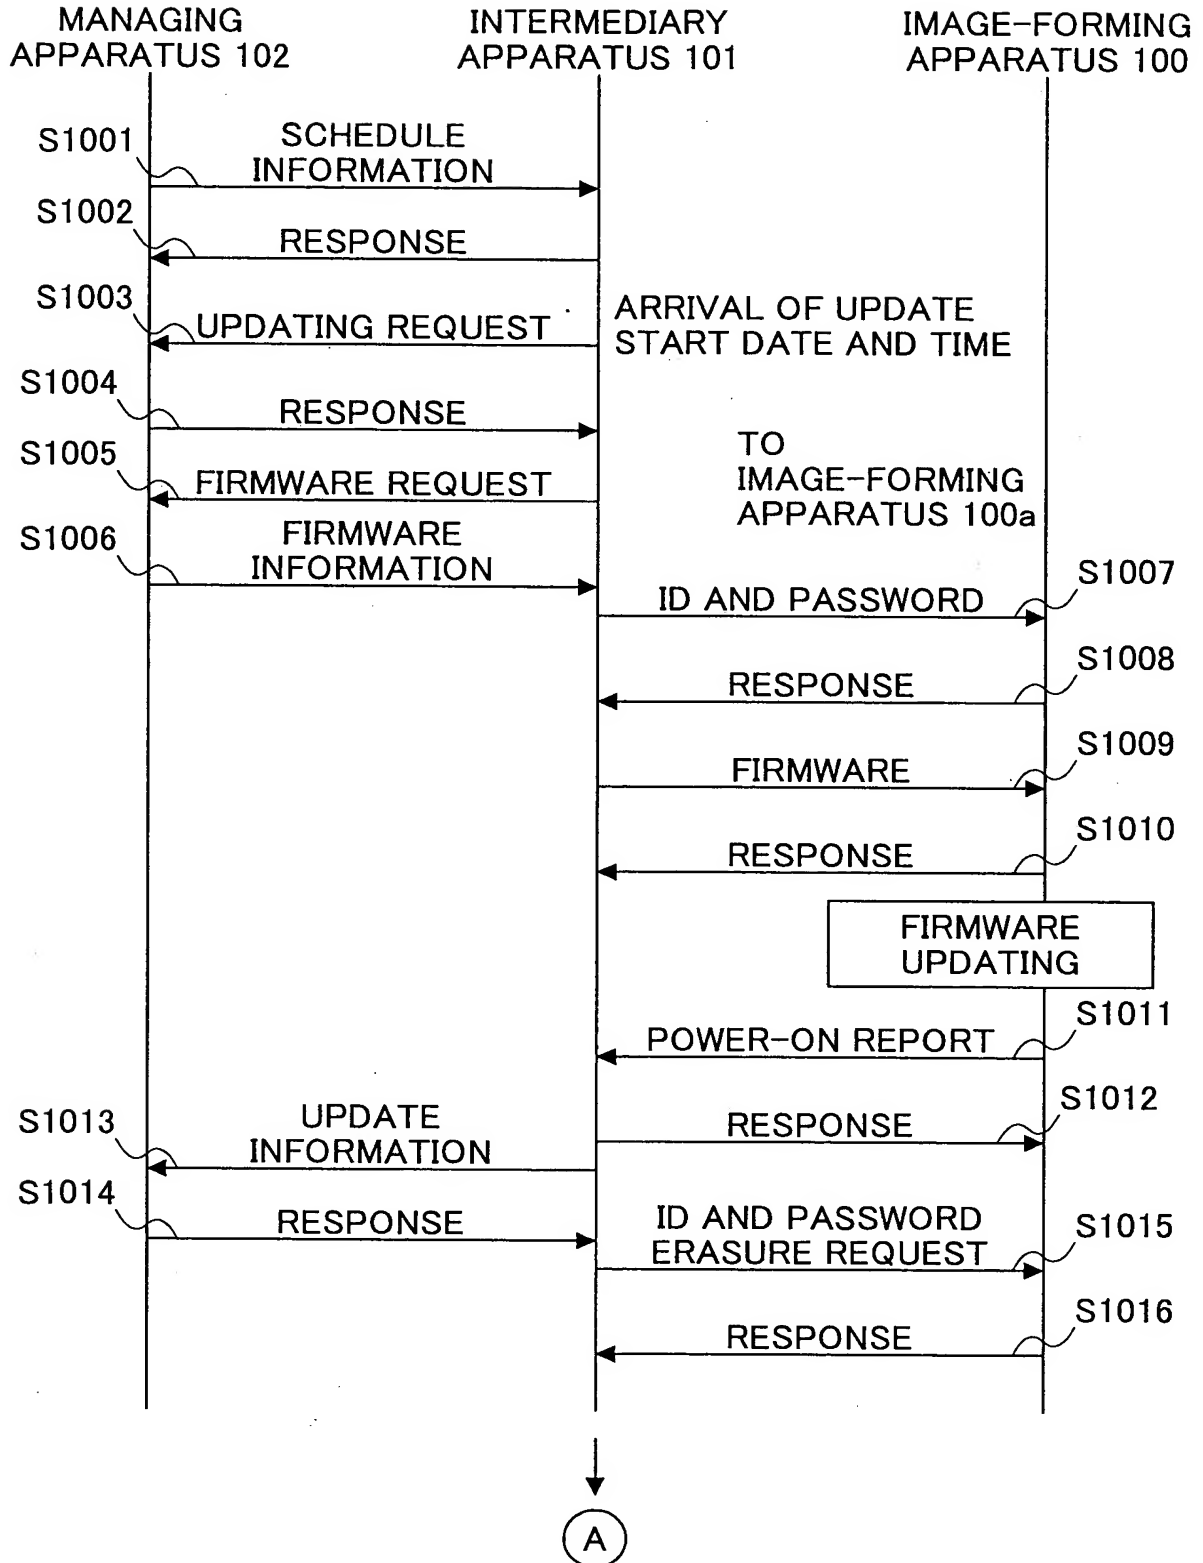 MANAGING
APPARATUS 102
INTERMEDIARY
APPARATUS 101
IMAGE-FORMING
APPARATUS 100
S1001
SCHEDULE
INFORMATION
S1002
RESPONSE
S1003
UPDATING REQUEST
ARRIVAL OF UPDATE
START DATE AND TIME
S1004
RESPONSE
TO
IMAGE-FORMING
APPARATUS 100a
S1005
FIRMWARE REQUEST
S1006
FIRMWARE
INFORMATION
S1007
ID AND PASSWORD
S1008
RESPONSE
S1009
FIRMWARE
S1010
RESPONSE
FIRMWARE
UPDATING
S1011
POWER-ON REPORT
S1012
RESPONSE
S1013
UPDATE
INFORMATION
S1014
RESPONSE
ID AND PASSWORD
ERASURE REQUEST
S1015
S1016
RESPONSE
A